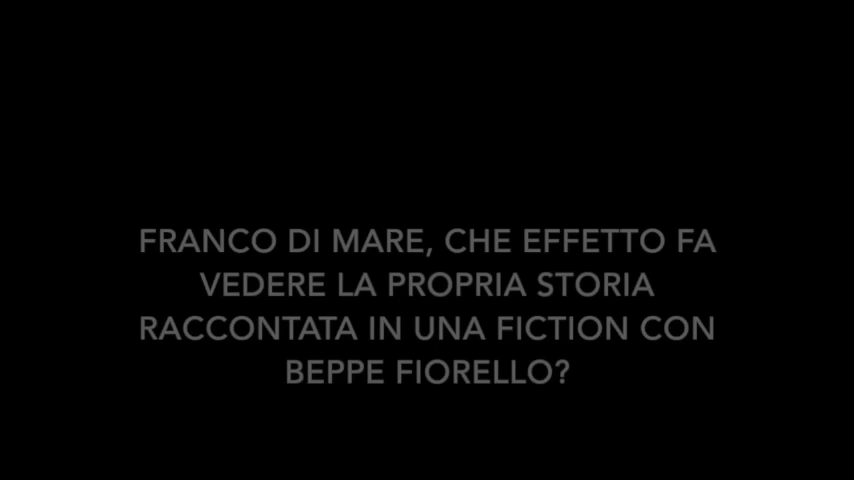 FRANCO DI MARE, CHE EFFETTO FA
VEDERE LA PROPRIA STORIA
RACCONTATA IN UNA FICTION CON
BEPPE FIORELLO?